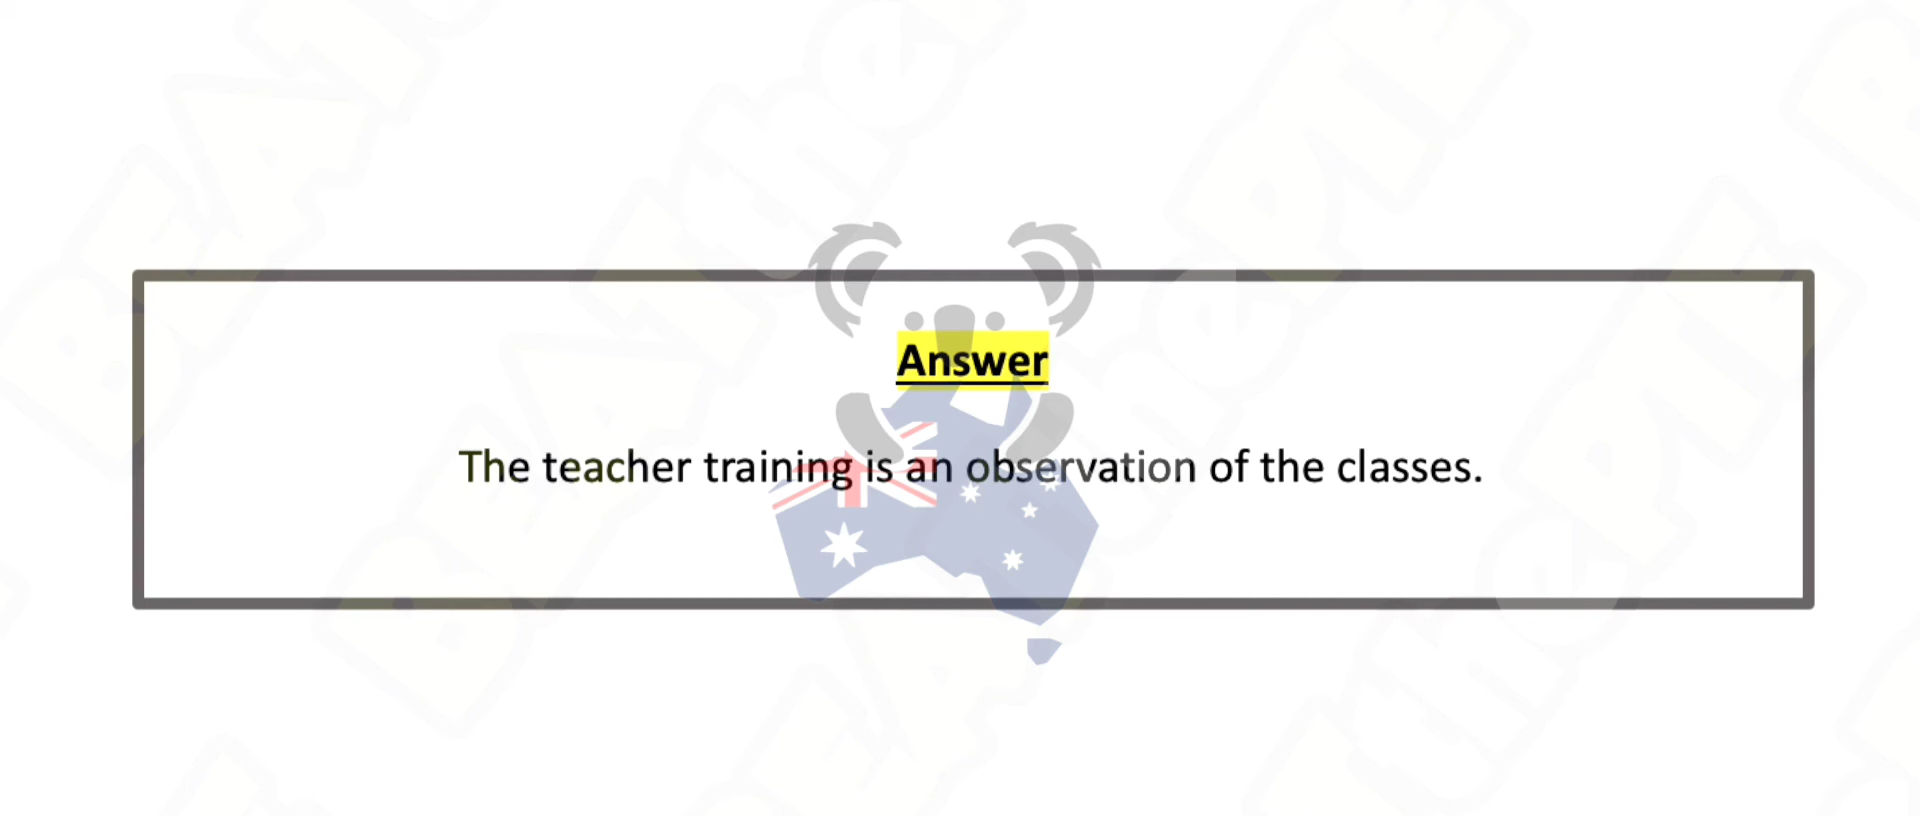 Answer
The teacher training is an observation of the classes.